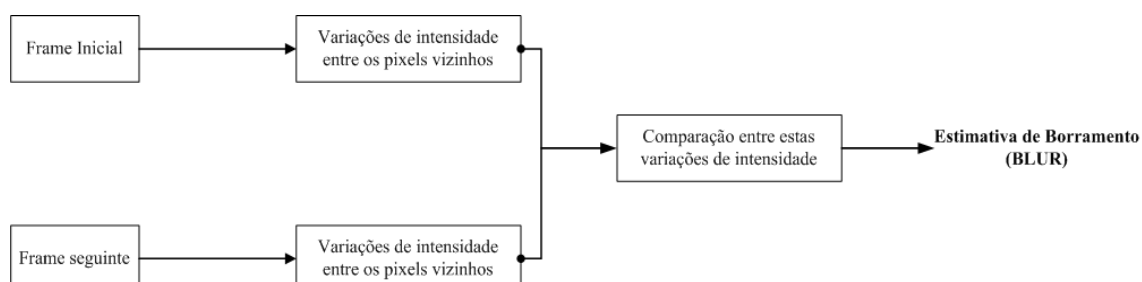 Frame Inicial
Variações de intensidade
entre os pixels vizinhos
Comparação entre estas
variações de intensidade
Estimativa de Borramento
(BLUR)
Frame seguinte
Variações de intensidade
entre os pixels vizinhos